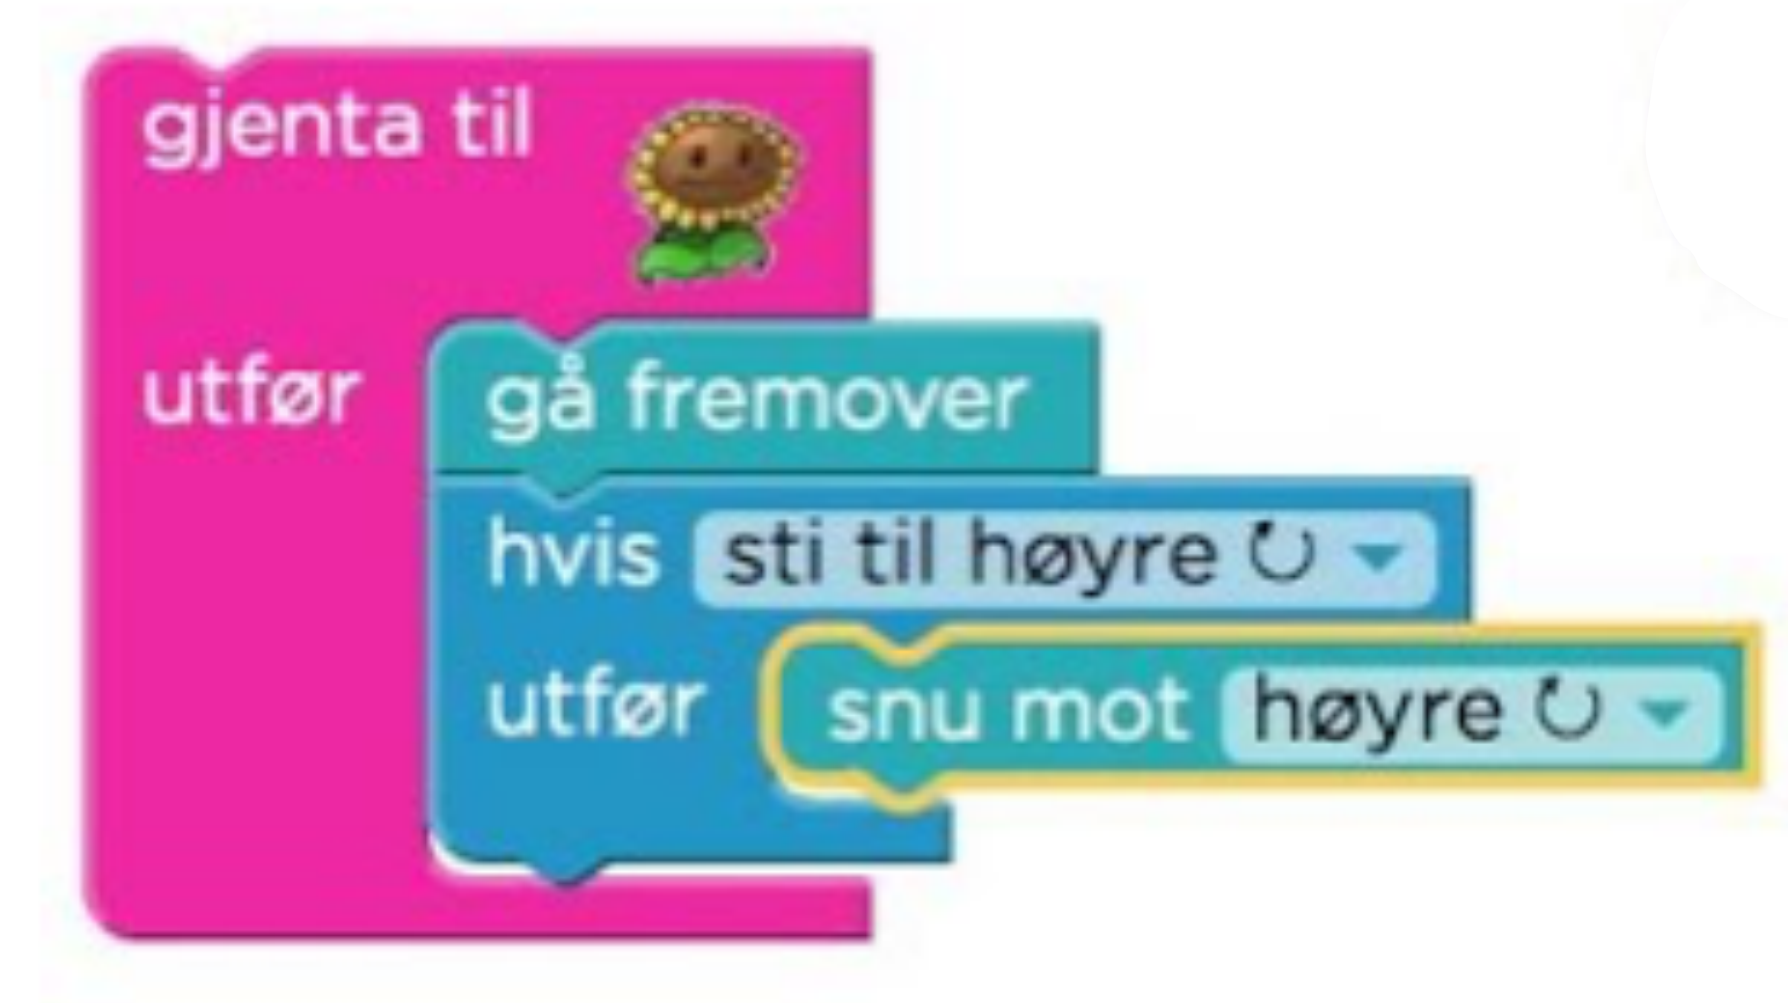 gjenta til
utfør gå fremover
hvis sti til høyre ↻
utfør snu mot høyre ↻